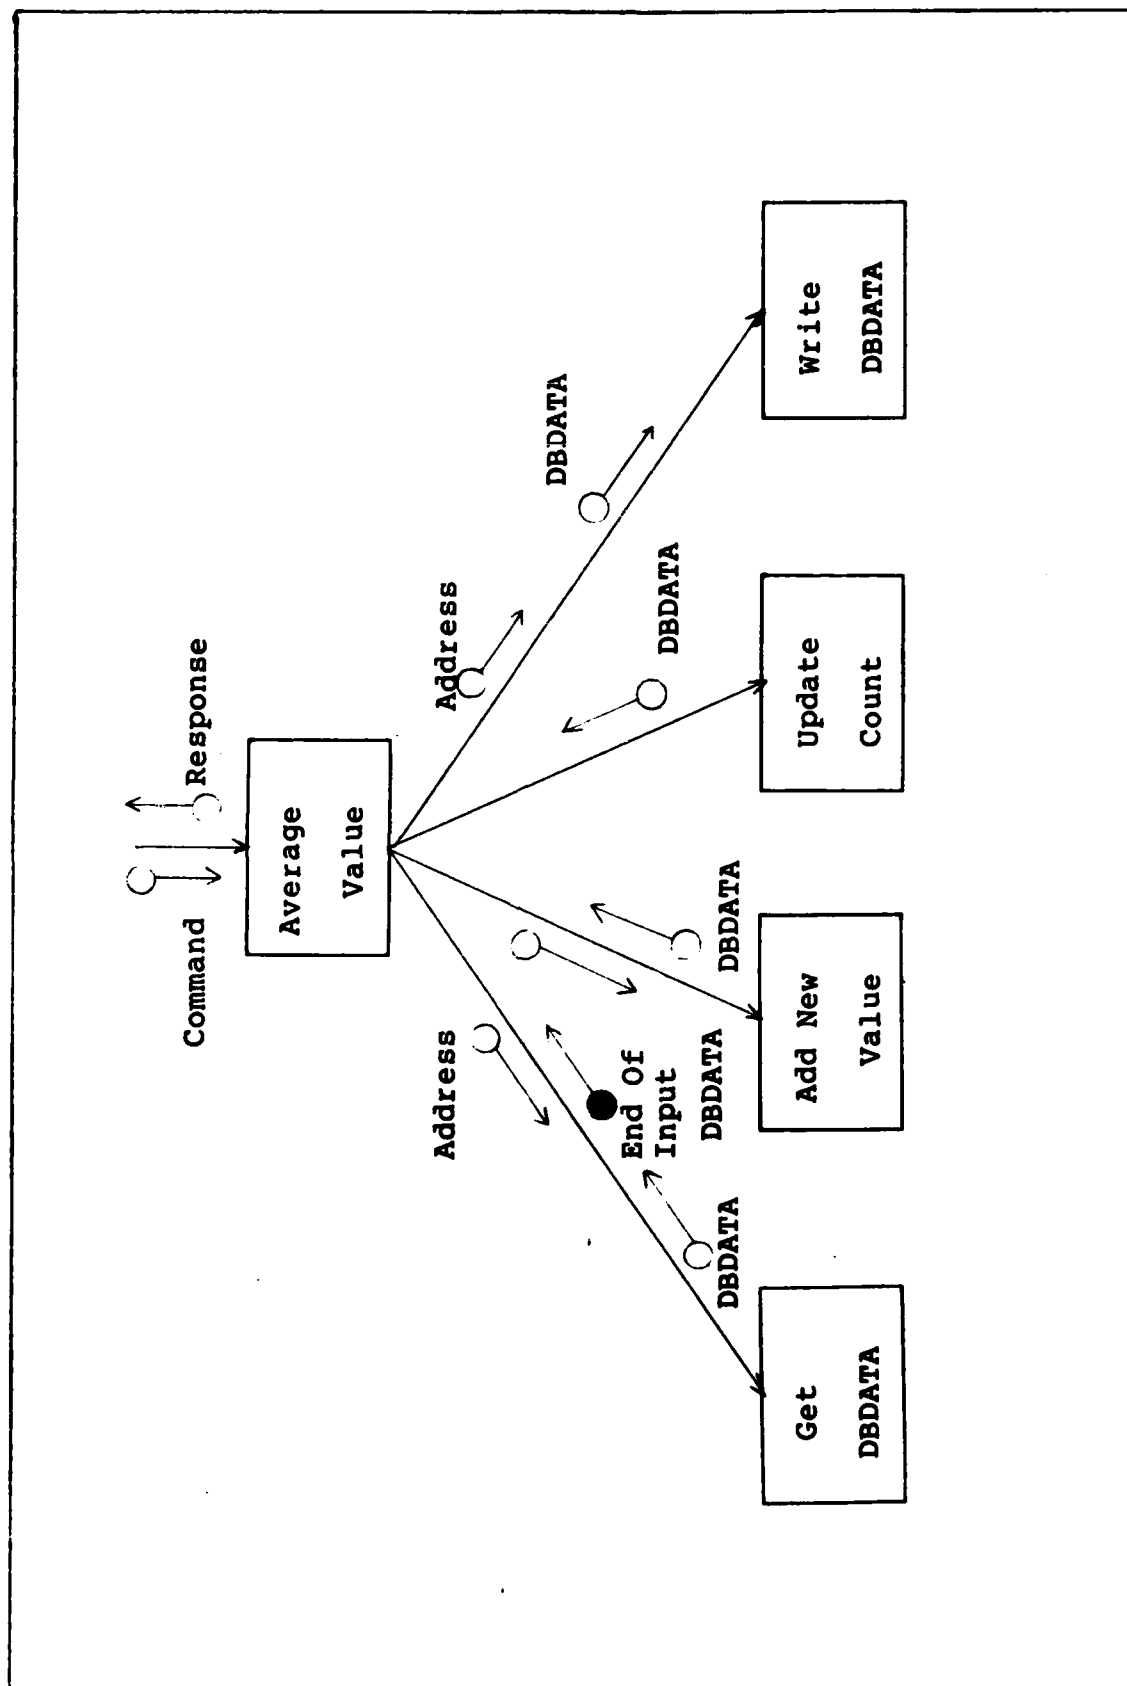 Command
Response
Average
Value
Address
Address
DBDATA
End Of
Input
DBDATA
DBDATA
DBDATA
DBDATA
Get
DBDATA
Add New
Value
Update
Count
Write
DBDATA